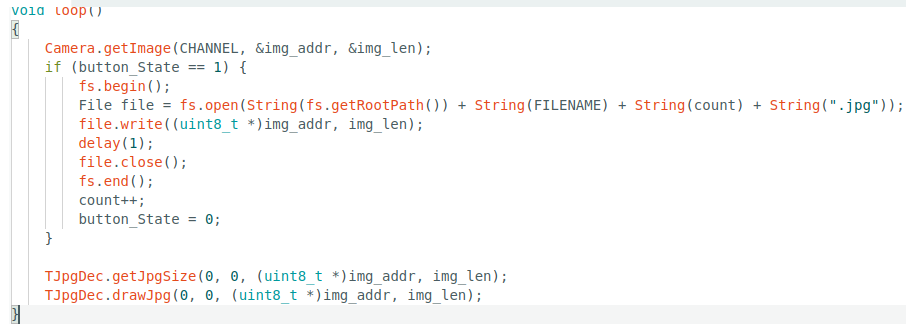 void loop()
{
    Camera.getImage(CHANNEL, &img_addr, &img_len);
    if (button_State == 1) {
        fs.begin();
        File file = fs.open(String(fs.getRootPath()) + String(FILENAME) + String(count) + String(".jpg"));
        file.write((uint8_t *)img_addr, img_len);
        delay(1);
        file.close();
        fs.end();
        count++;
        button_State = 0;
    }

    TJpgDec.getJpgSize(0, 0, (uint8_t *)img_addr, img_len);
    TJpgDec.drawJpg(0, 0, (uint8_t *)img_addr, img_len);
}